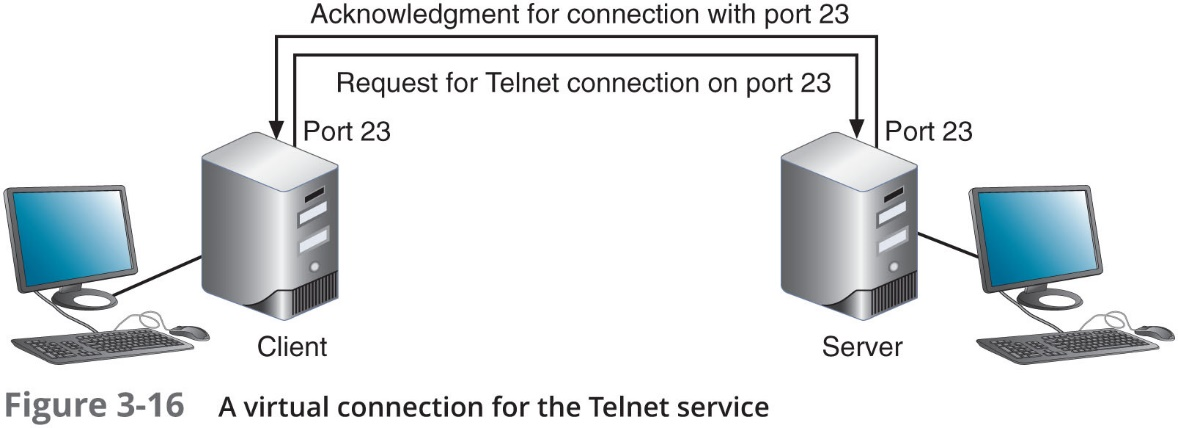 Acknowledgment for connection with port 23
Request for Telnet connection on port 23
Port 23
Port 23
Client
Server
Figure 3-16 A virtual connection for the Telnet service